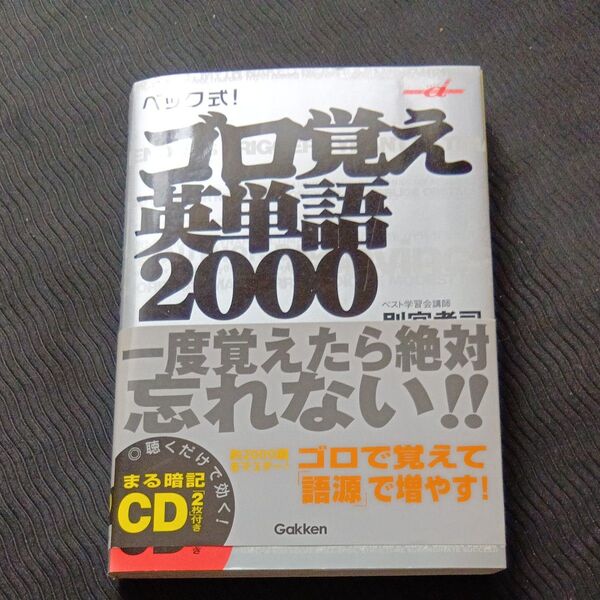 ベック式!
d
ゴロ覚え
英単語
2000
ベスト学習会講師
一度覚えたら絶対
忘れない!!
◎聴くだけで効く!
まる暗記
CD「2枚」付き
約2000語
をマスター!
ゴロで覚えて
「語源」で増やす!
Gakken